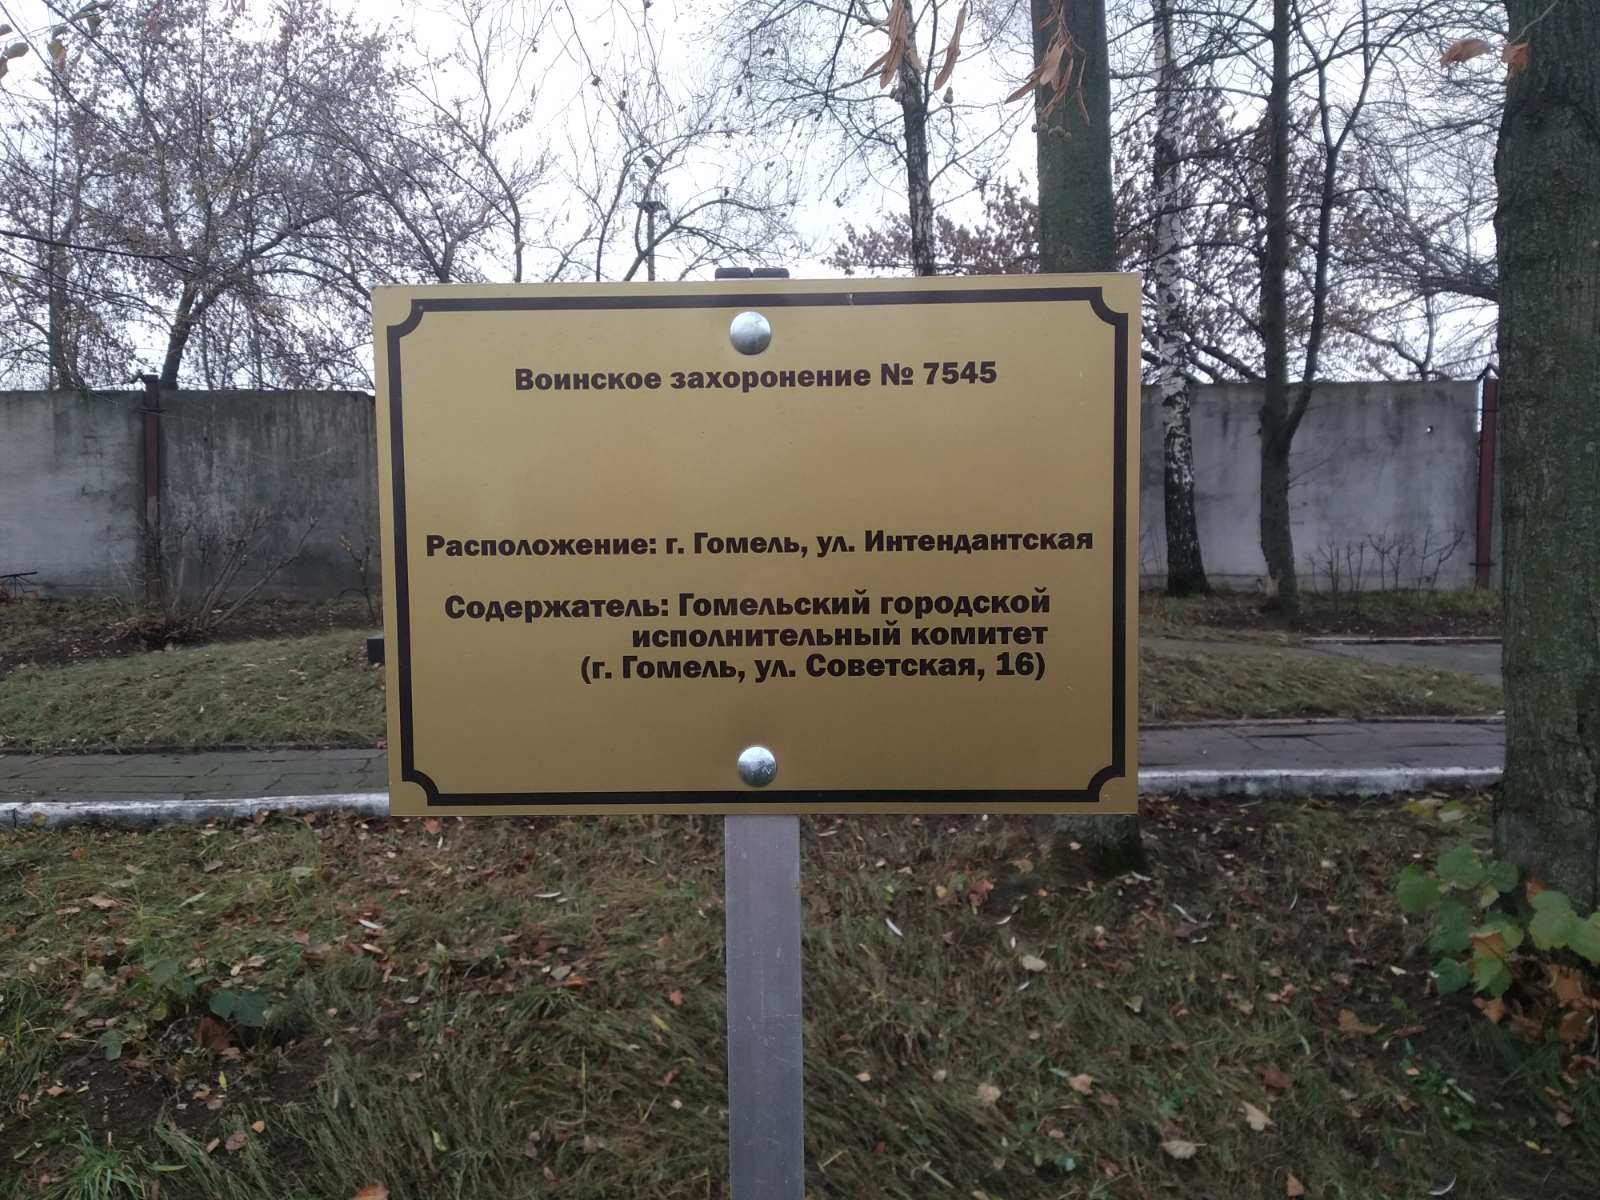 Воинское захоронение № 7545
Расположение: г. Гомель, ул. Интендантская
Содержатель: Гомельский городской
исполнительный комитет
(г. Гомель, ул. Советская, 16)